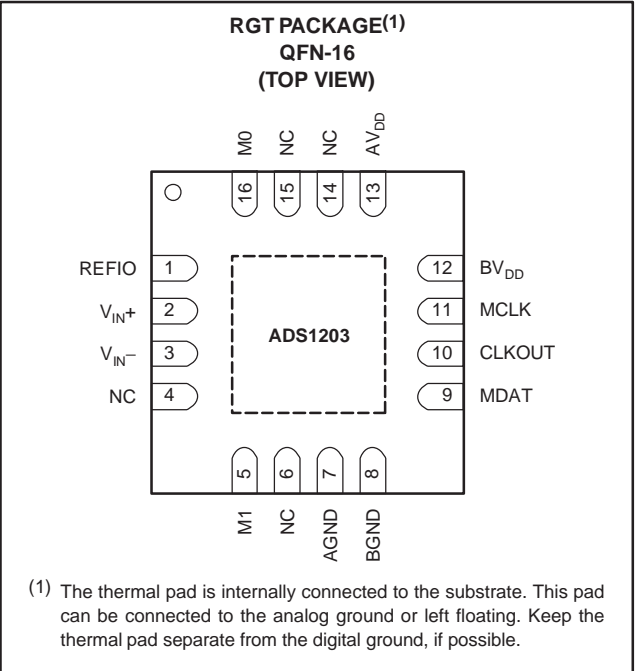 RGT PACKAGE(1)
QFN-16
(TOP VIEW)
M0
NC
NC
AVDD
16
15
14
13
REFIO 1
VIN+ 2
VIN− 3
NC 4
ADS1203
12 BVDD
11 MCLK
10 CLKOUT
9 MDAT
5
6
7
8
M1
NC
AGND
BGND
(1) The thermal pad is internally connected to the substrate. This pad
can be connected to the analog ground or left floating. Keep the
thermal pad separate from the digital ground, if possible.